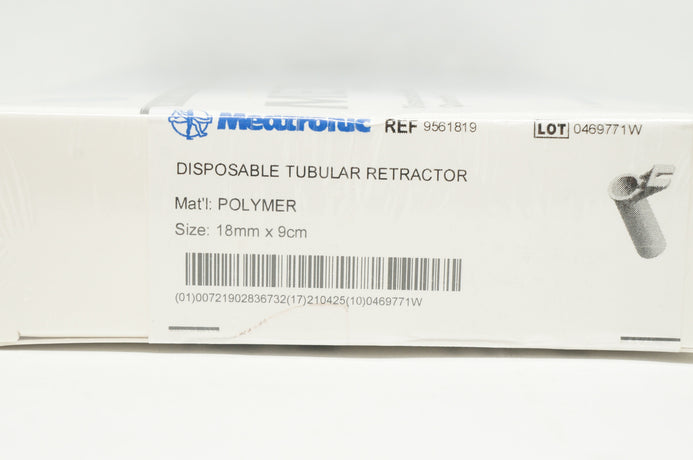 Medtronic REF 9561819 LOT 0469771W
DISPOSABLE TUBULAR RETRACTOR
Mat'l: POLYMER
Size: 18mm x 9cm
(01)00721902836732(17)210425(10)0469771W